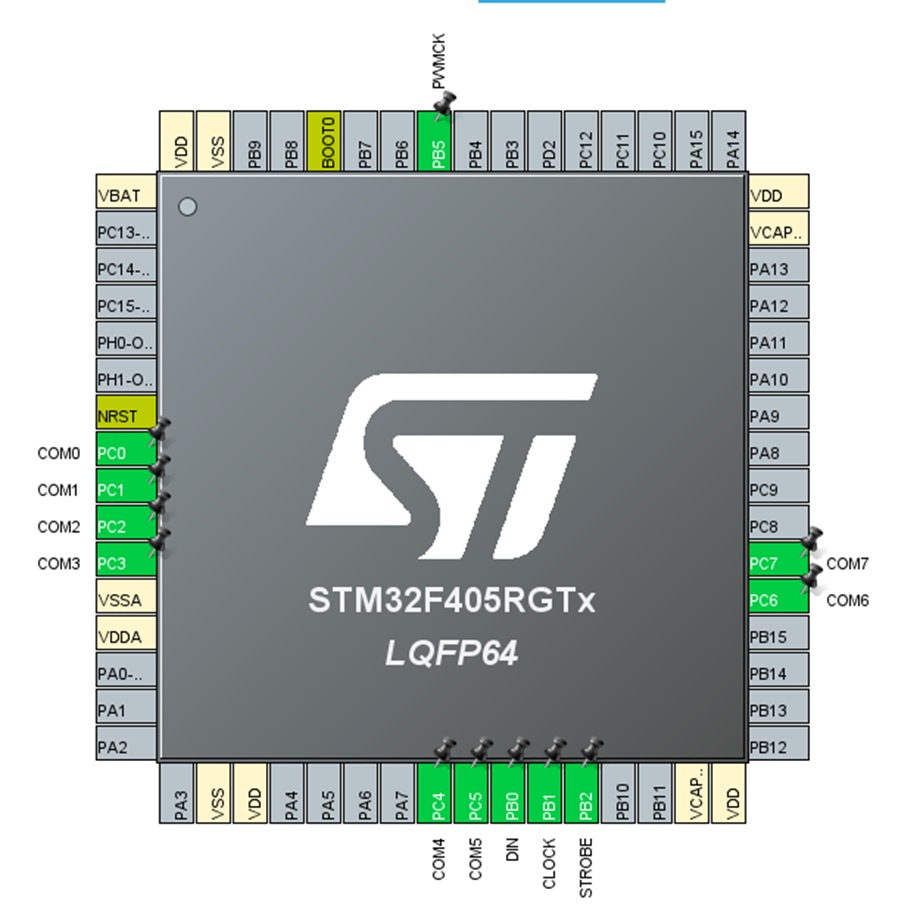 PWMCK
VDD
VSS
PB9
PB8
BOOT0
PB7
PB6
PB5
PB4
PB3
PD2
PC12
PC11
PC10
PA15
PA14
VBAT
PC13-..
PC14-..
PC15-..
PH0-O..
PH1-O..
NRST
COM0 PC0
COM1 PC1
COM2 PC2
COM3 PC3
VSSA
VDDA
PA0-..
PA1
PA2
ST
STM32F405RGTx
LQFP64
VDD
VCAP..
PA13
PA12
PA11
PA10
PA9
PA8
PC9
PC8
PC7 COM7
PC6 COM6
PB15
PB14
PB13
PB12
PA3
VSS
VDD
PA4
PA5
PA6
PA7
PC4
PC5
PB0
PB1
PB2
PB10
PB11
VCAP..
VDD
COM4
COM5
DIN
CLOCK
STROBE